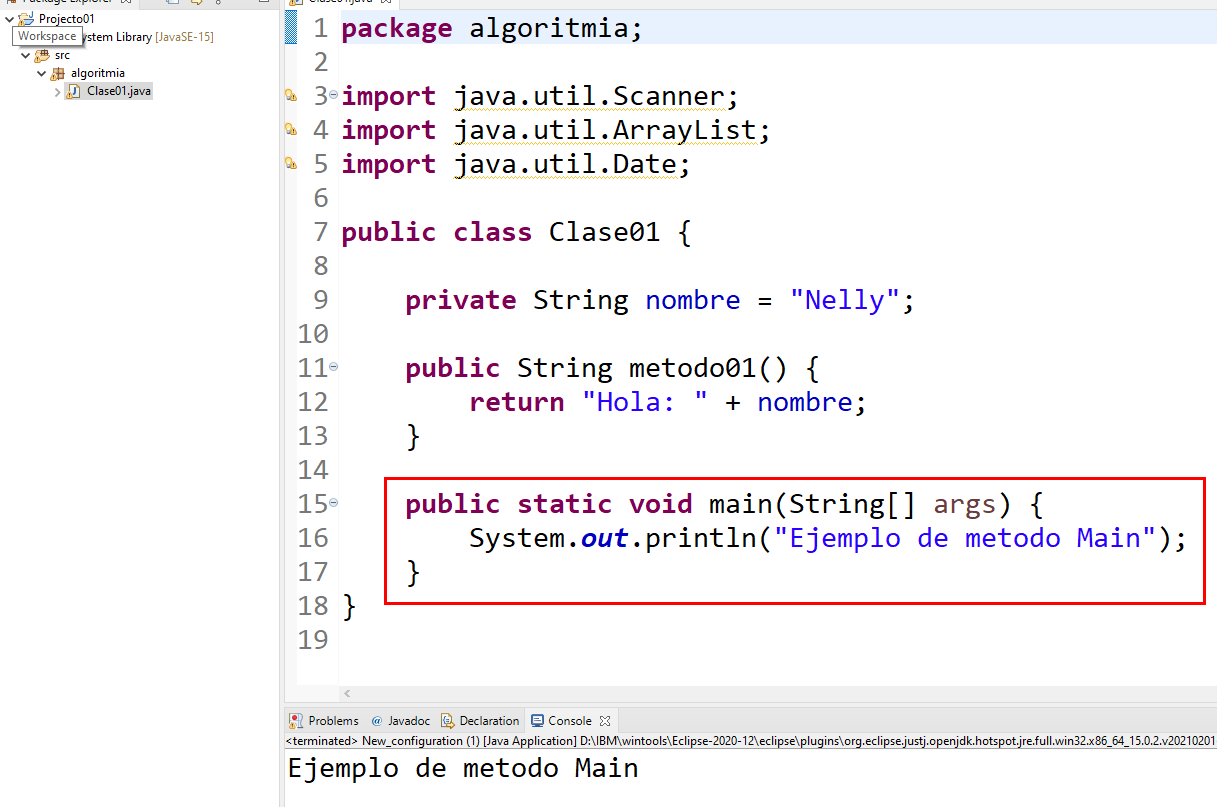 Package Explorer
Projecto01
Workspace
ystem Library [JavaSE-15]
src
algoritmia
Clase01.java
Clase01.java
1 package algoritmia;
2
3 import java.util.Scanner;
4 import java.util.ArrayList;
5 import java.util.Date;
6
7 public class Clase01 {
8
9 private String nombre = "Nelly";
10
11 public String metodo01() {
12 return "Hola: " + nombre;
13 }
14
15 public static void main(String[] args) {
16 System.out.println("Ejemplo de metodo Main");
17 }
18 }
19
Problems @ Javadoc Declaration Console
<terminated> New_configuration (1) [Java Application] D:\IBM\wintools\Eclipse-2020-12\eclipse\plugins\org.eclipse.justj.openjdk.hotspot.jre.full.win32.x86_64_15.0.2.v20210201
Ejemplo de metodo Main